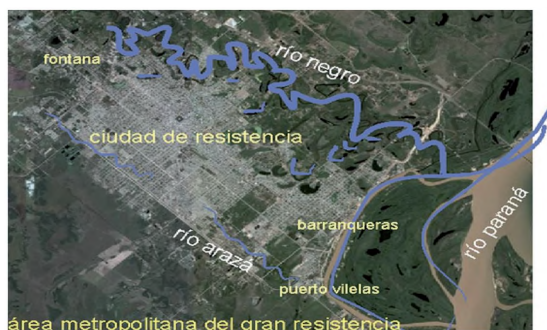 río negro
fontana
ciudad de resistencia
río paraná
barranqueras
río arazá
puerto vilelas
área metropolitana del gran resistencia